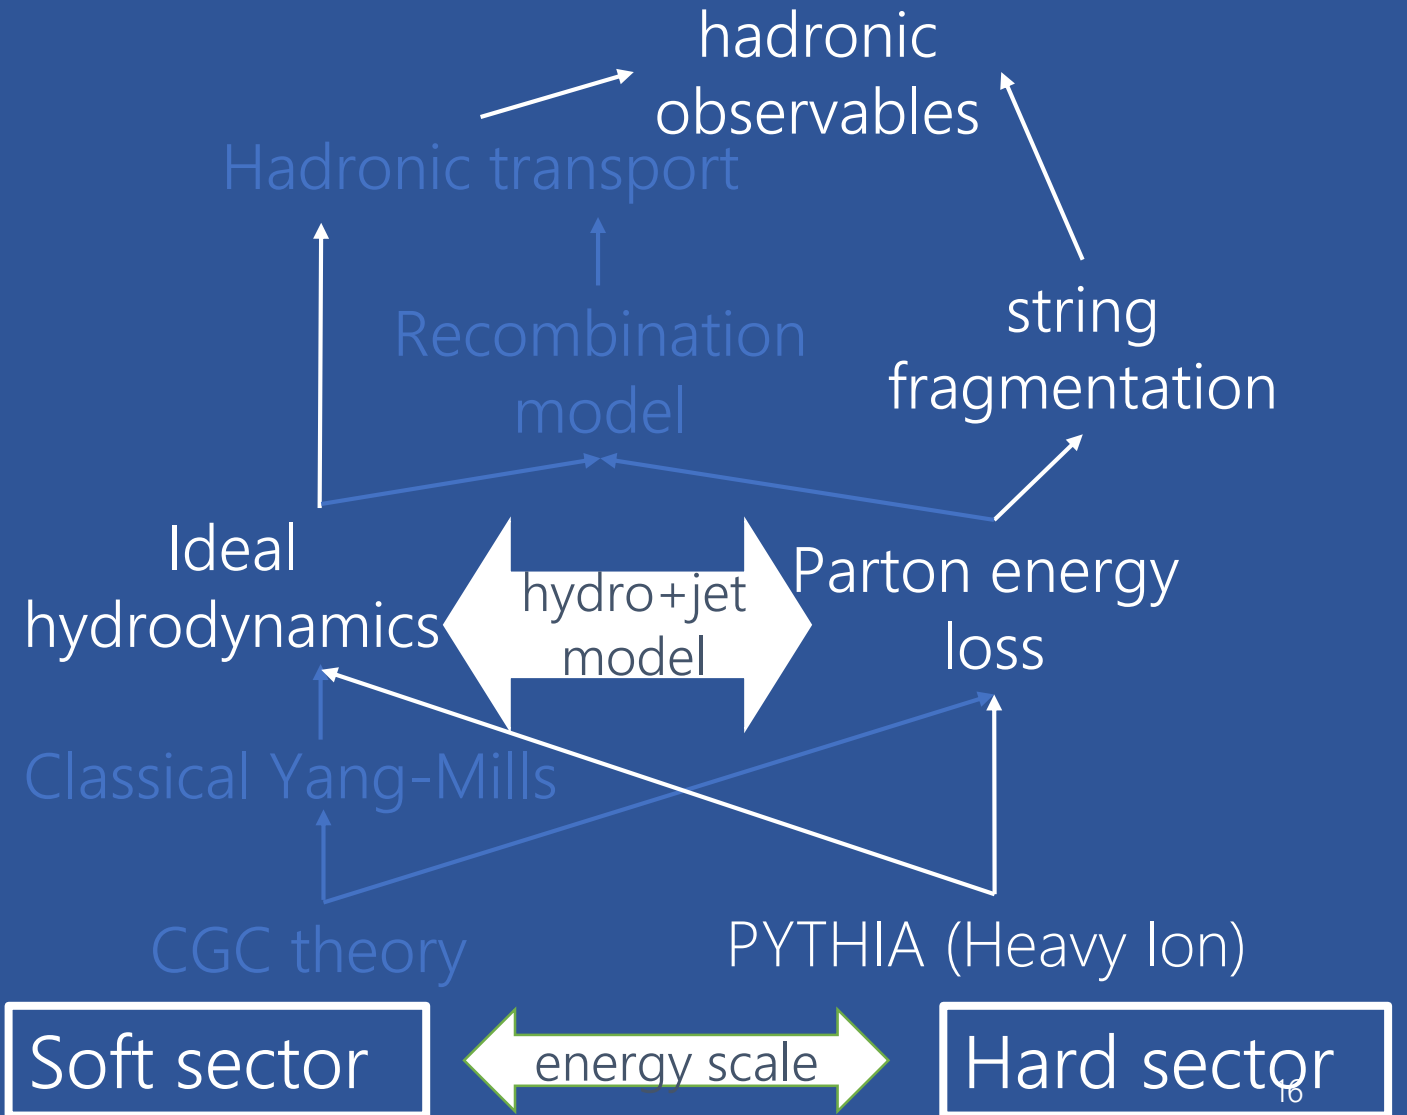 hadronic
observables
Hadronic transport
Recombination
model
string
fragmentation
Ideal
hydrodynamics
hydro+jet
model
Parton energy
loss
Classical Yang-Mills
CGC theory
PYTHIA (Heavy Ion)
Soft sector
energy scale
Hard sector
16